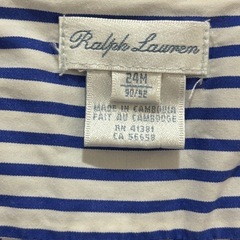 Ralph Lauren
24M
90/52
MADE IN CAMBODIA
FAIT AU CAMBODGE
RN 41381
CA 56658